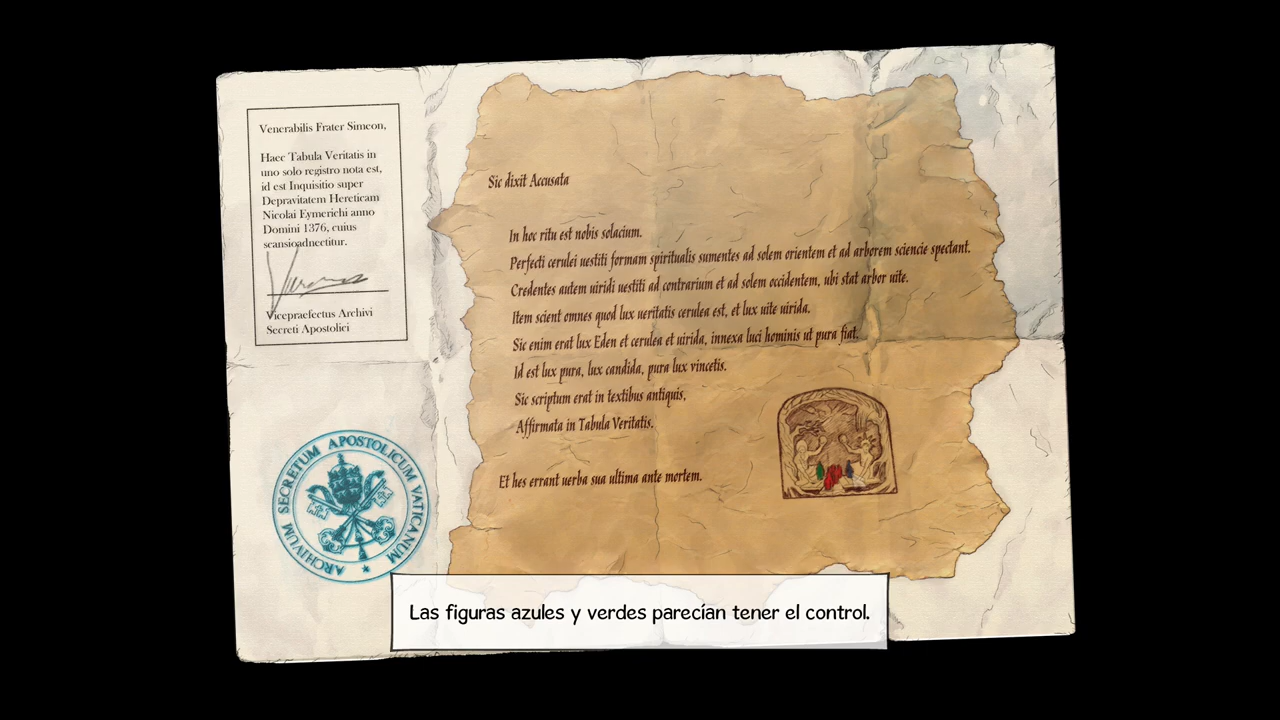 Venerabilis Frater Simeon,
Haec Tabula Veritatis in
uno solo registro nota est,
id est Inquisitio super
Depravitatem Hereticam
Nicolai Eymerichi anno
Domini 1376, cuius
scansioadnectitur.
Vicepraefectus Archivi
Secreti Apostolici
ARCHIVUM SECRETUM APOSTOLICUM VATICANUM
Sic dixit Accusata
In hoc ritu est nobis solacium.
Perfecti cerulei uestiti formam spiritualis sumentes ad solem orientem et ad arborem sciencie spectant.
Credentes autem uiridi uestiti ad contrarium et ad solem occidentem, ubi stat arbor uite.
Item scient omnes quod lux ueritatis cerulea est, et lux uite uirida.
Sic enim erat lux Eden et cerulea et uirida, innexa luci hominis ut pura fiat.
Id est lux pura, lux candida, pura lux vincetis.
Sic scriptum erat in textibus antiquis,
Affirmata in Tabula Veritatis.
Et hes errant uerba sua ultima ante mortem.
Las figuras azules y verdes parecían tener el control.